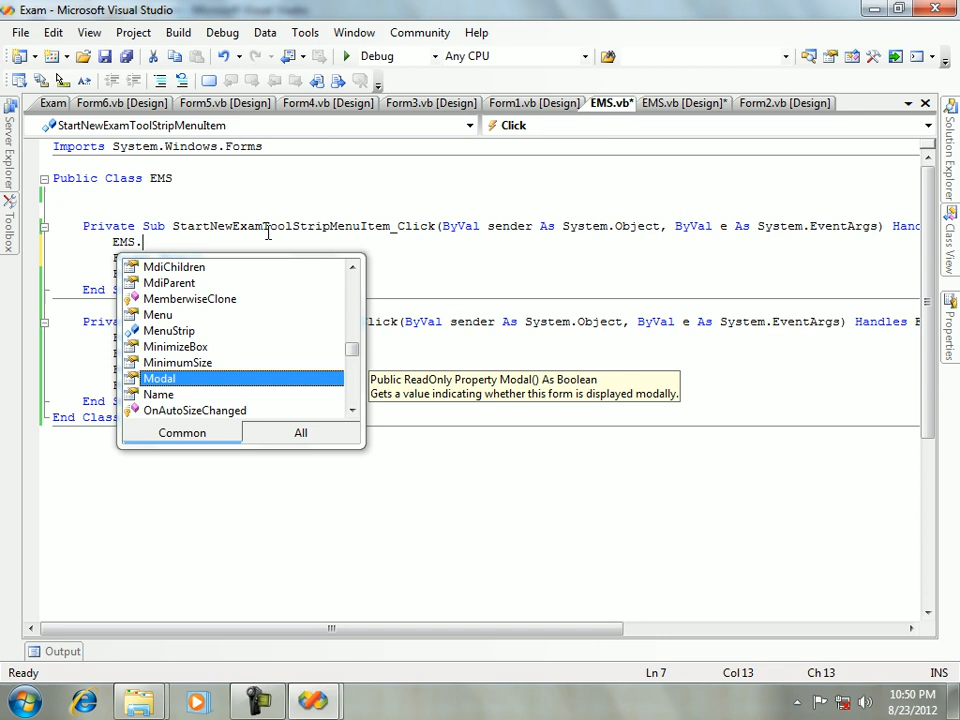 Exam - Microsoft Visual Studio
File Edit View Project Build Debug Data Tools Window Community Help
Debug Any CPU
Exam Form6.vb [Design] Form5.vb [Design] Form4.vb [Design] Form3.vb [Design] Form1.vb [Design] EMS.vb* EMS.vb [Design]* Form2.vb [Design]
StartNewExamToolStripMenuItem Click
Imports System.Windows.Forms
Public Class EMS
Private Sub StartNewExamToolStripMenuItem_Click(ByVal sender As System.Object, ByVal e As System.EventArgs) Hand
EMS.
MdiChildren
MdiParent
MemberwiseClone
End
Menu
Priv lick(ByVal sender As System.Object, ByVal e As System.EventArgs) Handles E
MenuStrip
MinimizeBox
MinimumSize
Modal
Public ReadOnly Property Modal() As Boolean
Gets a value indicating whether this form is displayed modally.
Name
End
OnAutoSizeChanged
End Class
Common All
Output
Ready Ln 7 Col 13 Ch 13 INS
10:50 PM
8/23/2012
Server Explorer
Toolbox
Solution Explorer
Class View
Properties